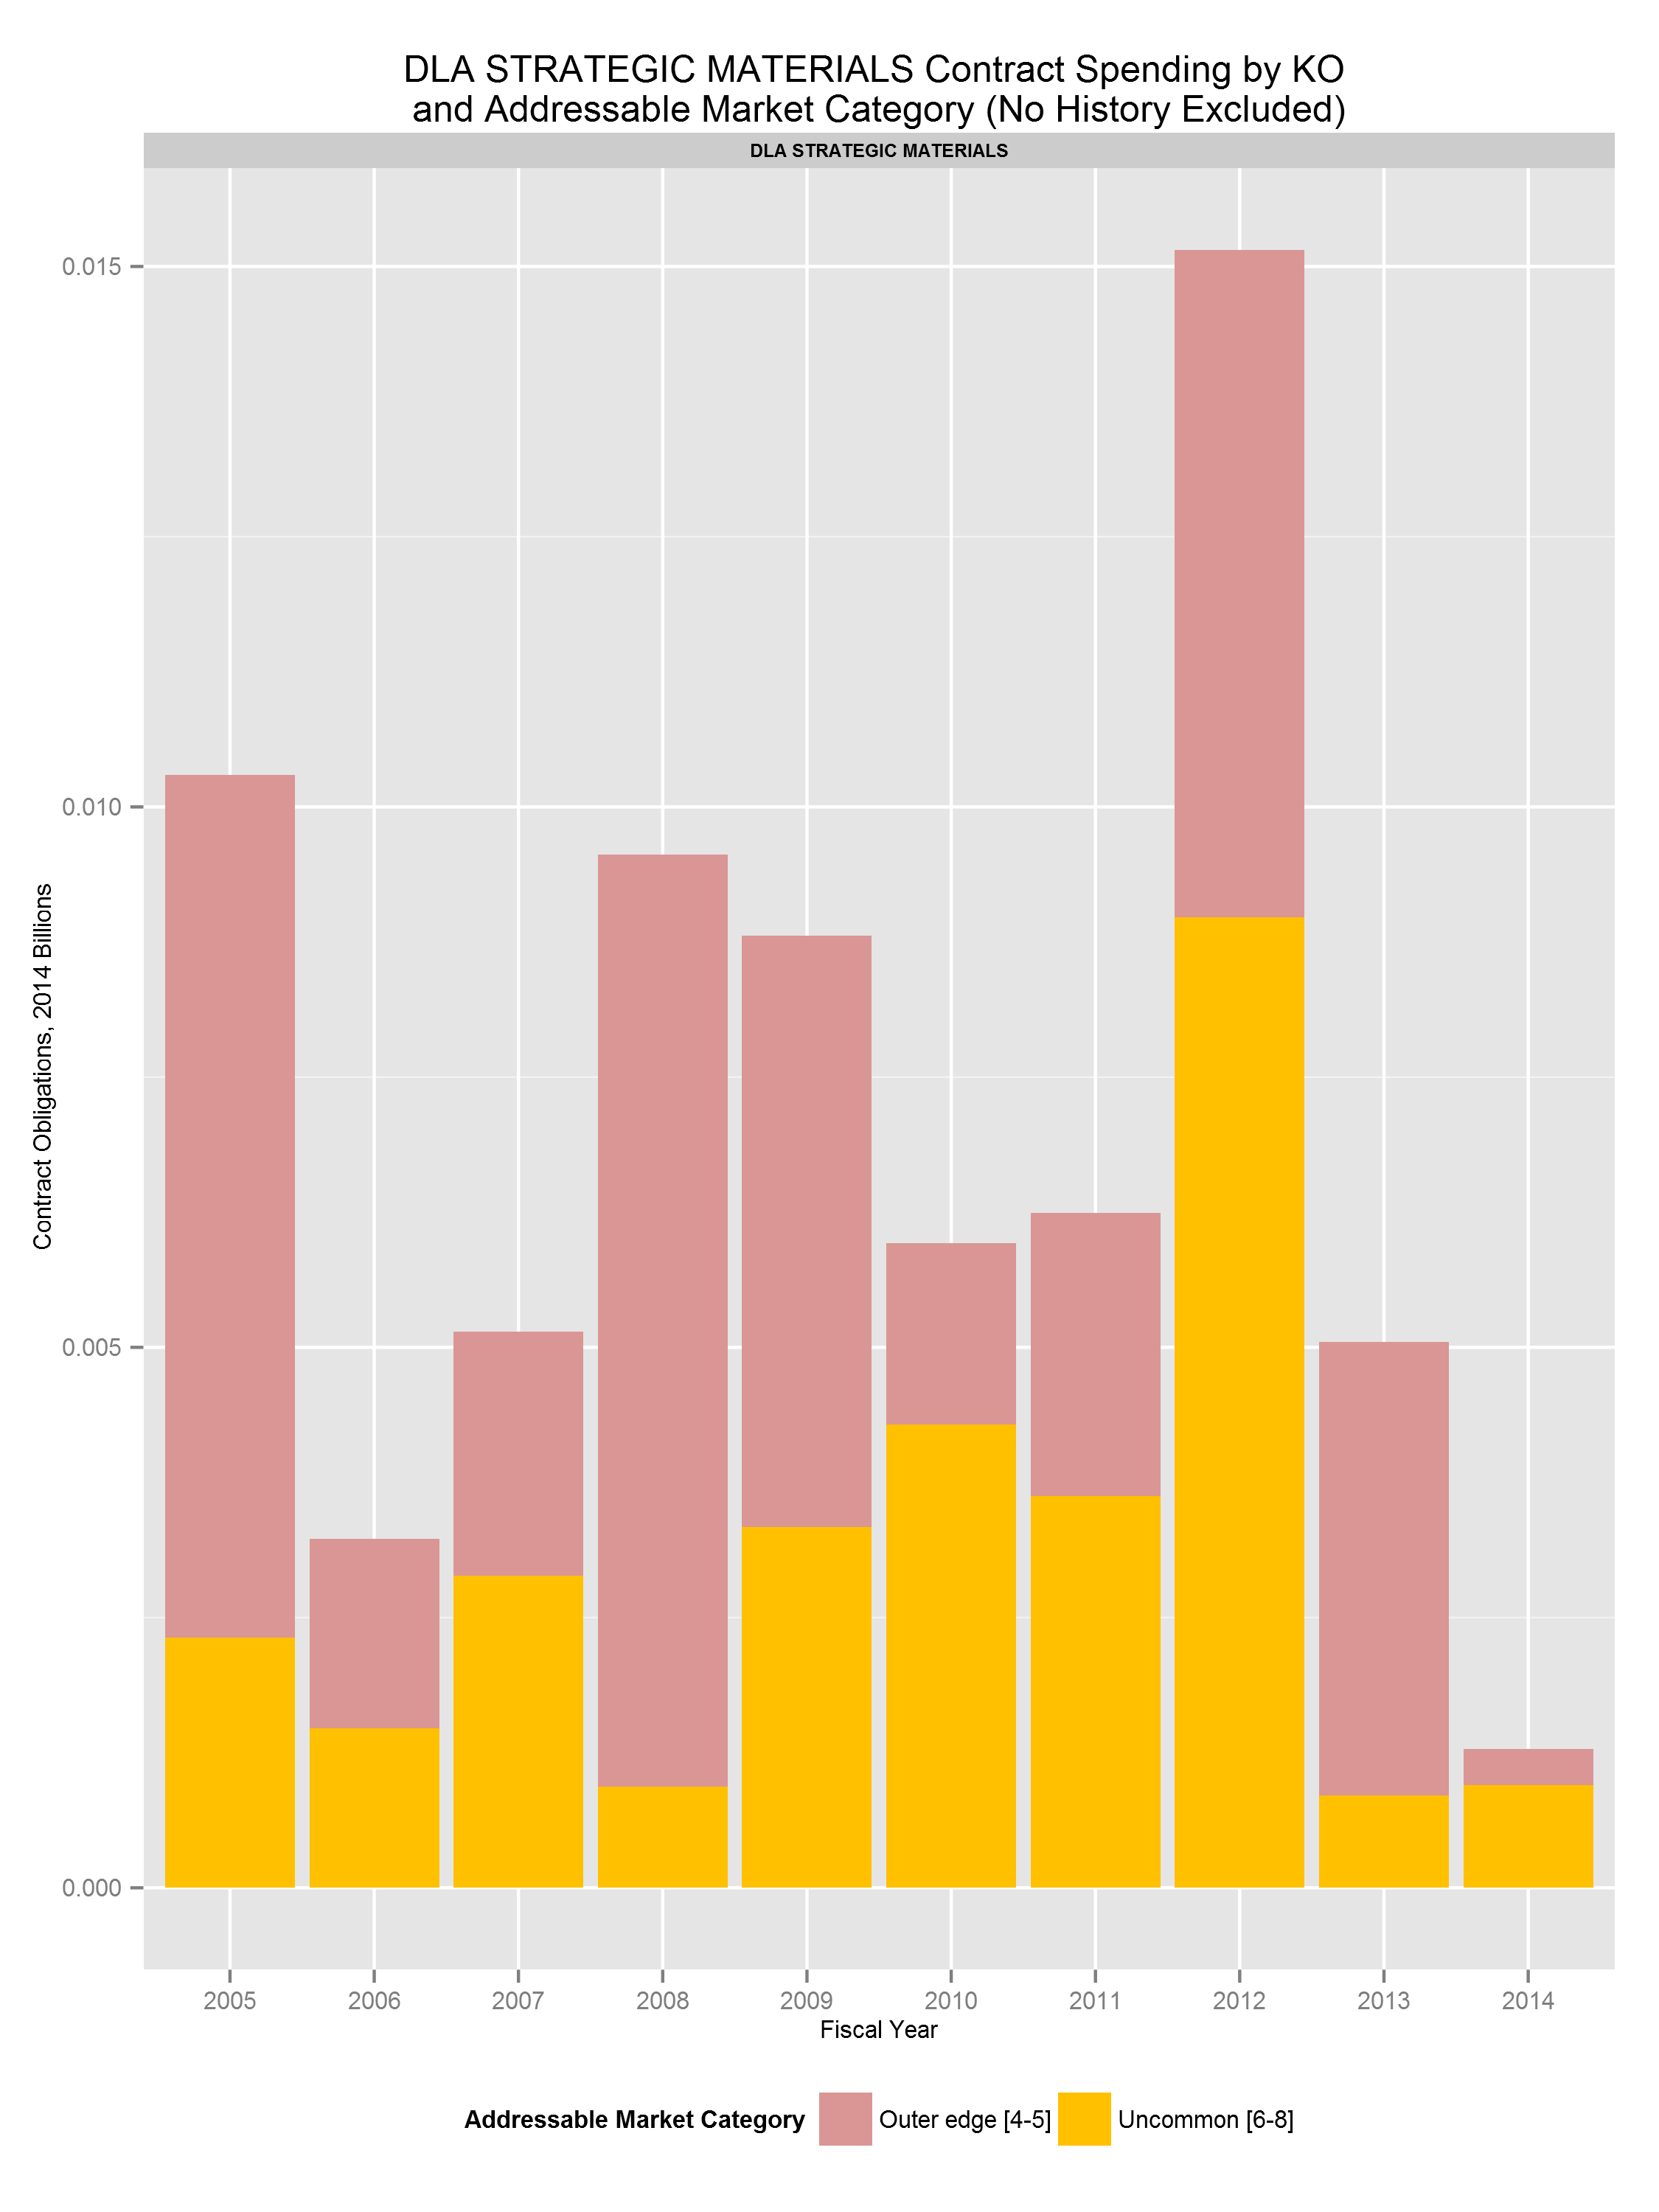 DLA STRATEGIC MATERIALS Contract Spending by KO
and Addressable Market Category (No History Excluded)
DLA STRATEGIC MATERIALS
0.015
0.010
0.005
0.000
Contract Obligations, 2014 Billions
2005 2006 2007 2008 2009 2010 2011 2012 2013 2014
Fiscal Year
Addressable Market Category Outer edge [4-5] Uncommon [6-8]